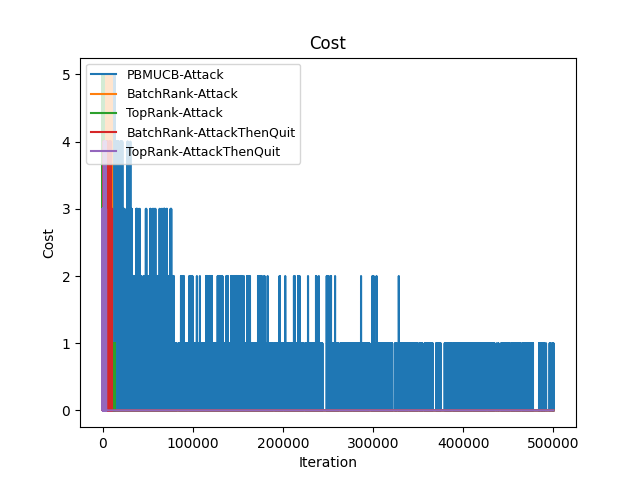 Cost
5
4
3
2
1
0
Cost
PBMUCB-Attack
BatchRank-Attack
TopRank-Attack
BatchRank-AttackThenQuit
TopRank-AttackThenQuit
0
100000
200000
300000
400000
500000
Iteration